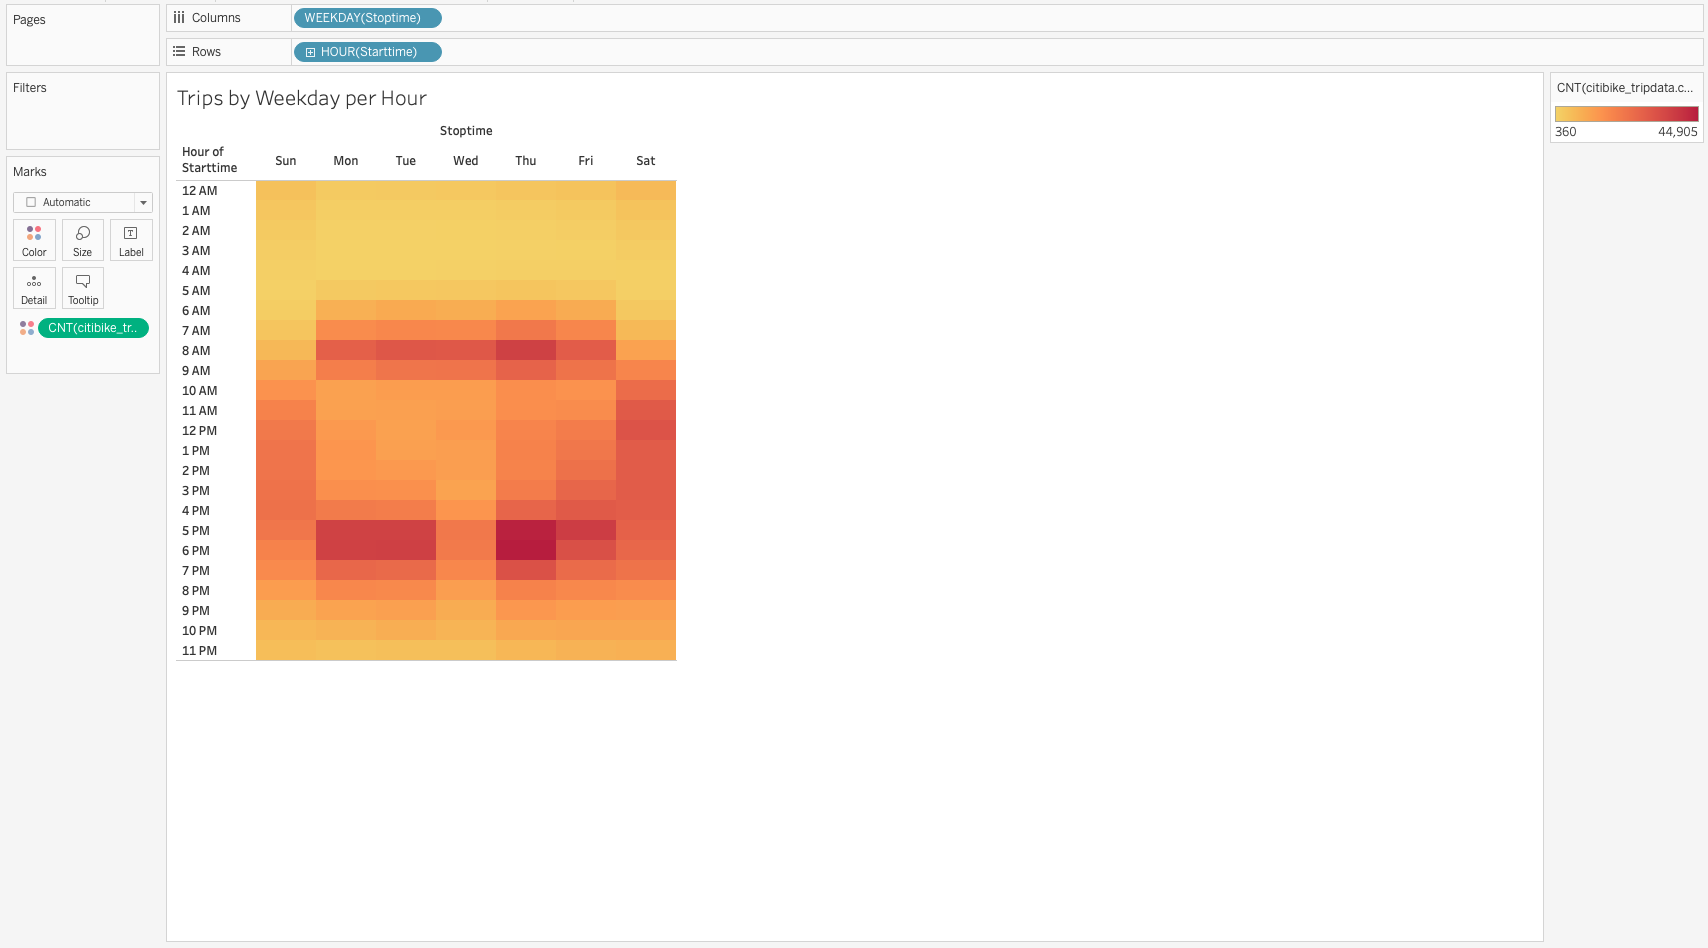 Pages
Columns
WEEKDAY(Stoptime)
Rows
HOUR(Starttime)
Filters
Marks
Automatic
Color
Size
Label
Detail
Tooltip
CNT(citibike_tr..
Trips by Weekday per Hour
Stoptime
Hour of
Starttime
Sun Mon Tue Wed Thu Fri Sat
12 AM
1 AM
2 AM
3 AM
4 AM
5 AM
6 AM
7 AM
8 AM
9 AM
10 AM
11 AM
12 PM
1 PM
2 PM
3 PM
4 PM
5 PM
6 PM
7 PM
8 PM
9 PM
10 PM
11 PM
CNT(citibike_tripdata.c...
360 44,905